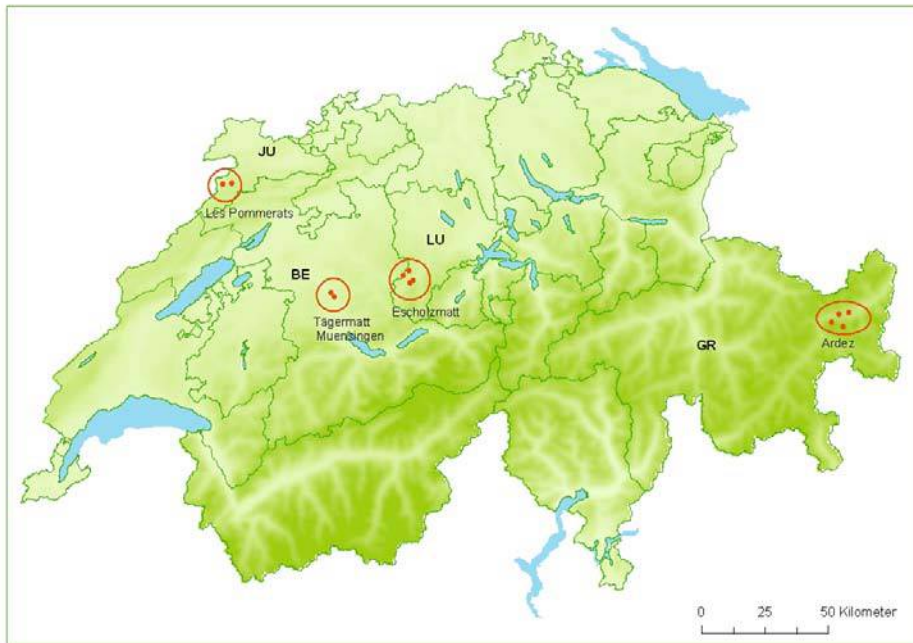 JU
Les Pommerats
LU
BE
Escholzmatt
Tägermatt
Muensingen
GR
Ardez
0 25 50 Kilometer